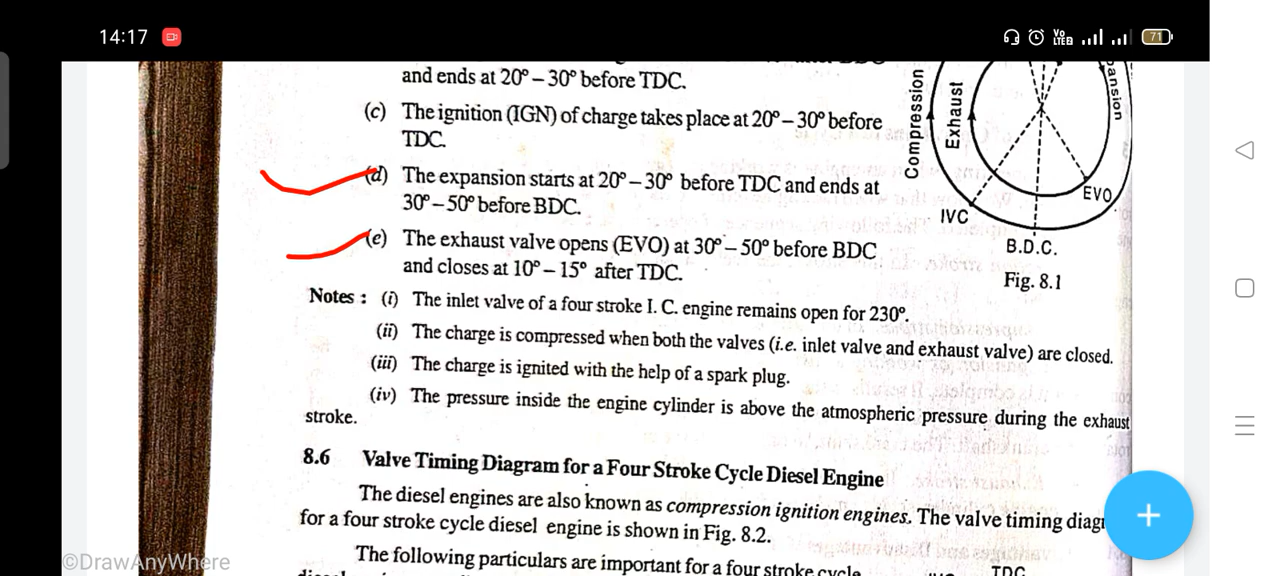 14:17
Vo LTE2
71
and ends at 20° – 30° before TDC.
(c) The ignition (IGN) of charge takes place at 20° – 30° before
TDC.
(d) The expansion starts at 20° – 30° before TDC and ends at
30° – 50° before BDC.
(e) The exhaust valve opens (EVO) at 30° – 50° before BDC
and closes at 10° – 15° after TDC.
Compression
Exhaust
EVO
IVC
B.D.C.
Fig. 8.1
Notes : (i) The inlet valve of a four stroke I. C. engine remains open for 230°.
(ii) The charge is compressed when both the valves (i.e. inlet valve and exhaust valve) are closed.
(iii) The charge is ignited with the help of a spark plug.
(iv) The pressure inside the engine cylinder is above the atmospheric pressure during the exhaust
stroke.
8.6 Valve Timing Diagram for a Four Stroke Cycle Diesel Engine
The diesel engines are also known as compression ignition engines. The valve timing
for a four stroke cycle diesel engine is shown in Fig. 8.2.
The following particulars are important for a four stroke cycle
TDC
©DrawAnyWhere